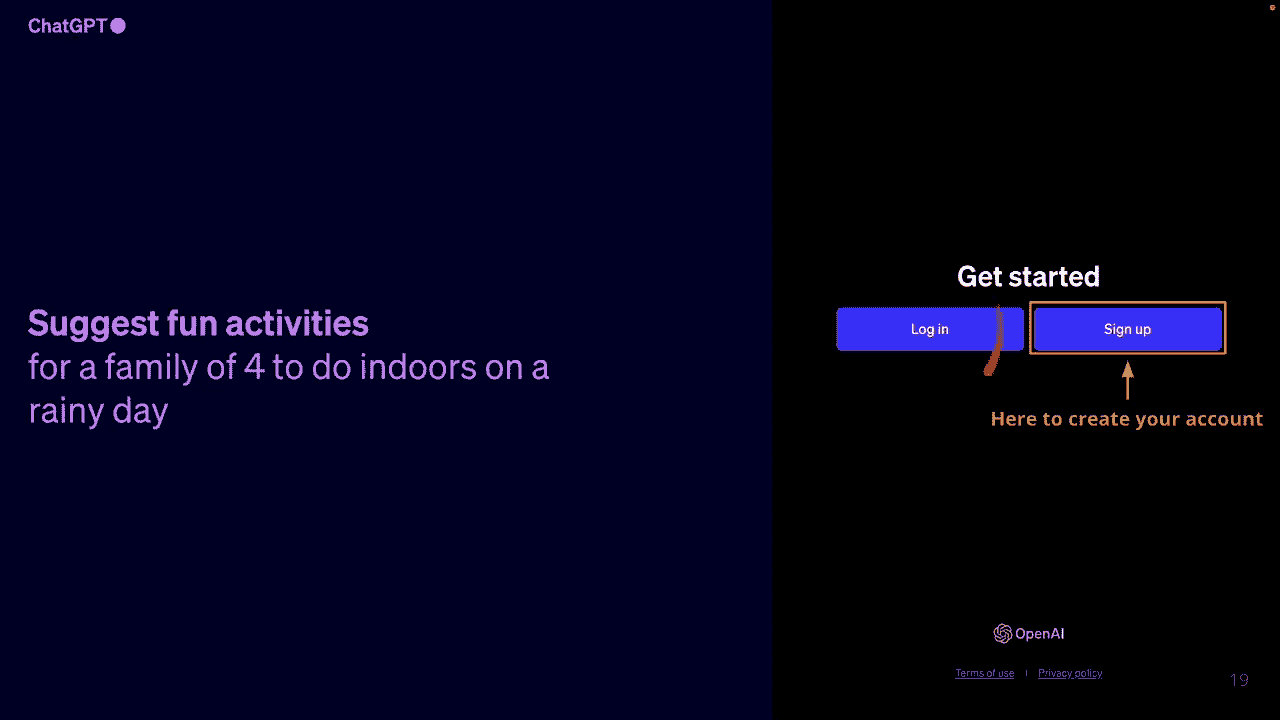 ChatGPT
Suggest fun activities
for a family of 4 to do indoors on a
rainy day
Get started
Log in
Sign up
Here to create your account
OpenAI
Terms of use | Privacy policy
19